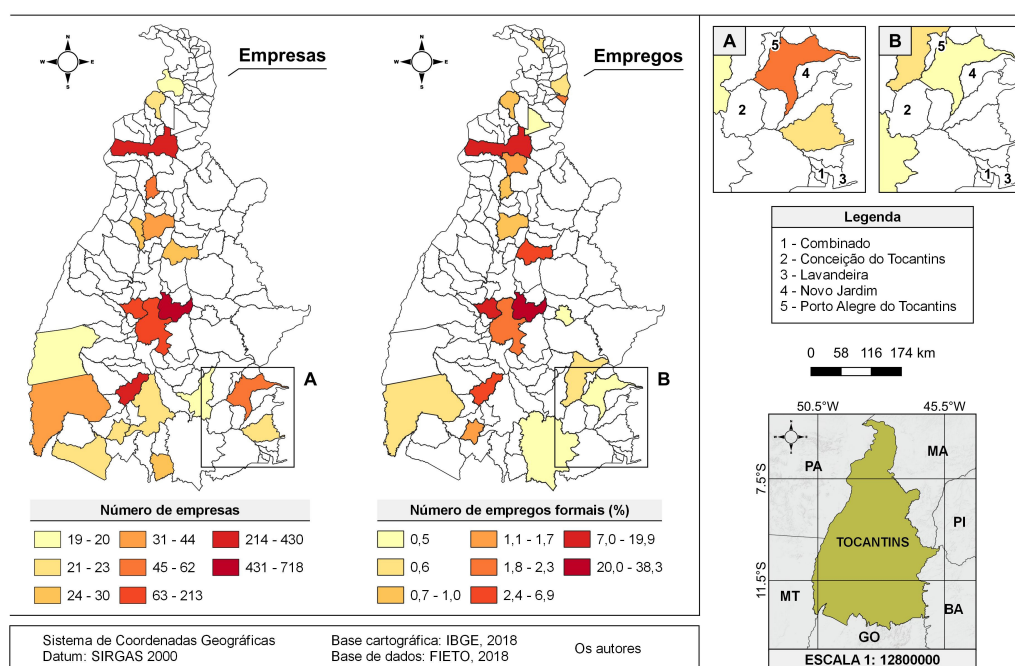 Empresas
N
W
E
S
A
Empregos
N
W
E
S
B
Número de empresas
19 - 20
31 - 44
214 - 430
21 - 23
45 - 62
431 - 718
24 - 30
63 - 213
Número de empregos formais (%)
0,5
1,1 - 1,7
7,0 - 19,9
0,6
1,8 - 2,3
20,0 - 38,3
0,7 - 1,0
2,4 - 6,9
A
5
4
2
1
3
B
5
4
2
1
3
Legenda
1 - Combinado
2 - Conceição do Tocantins
3 - Lavandeira
4 - Novo Jardim
5 - Porto Alegre do Tocantins
0 58 116 174 km
50.5°W 45.5°W
7.5°S
11.5°S
PA
MA
PI
TOCANTINS
MT
BA
GO
ESCALA 1: 12800000
Sistema de Coordenadas Geográficas
Datum: SIRGAS 2000
Base cartográfica: IBGE, 2018
Base de dados: FIETO, 2018
Os autores